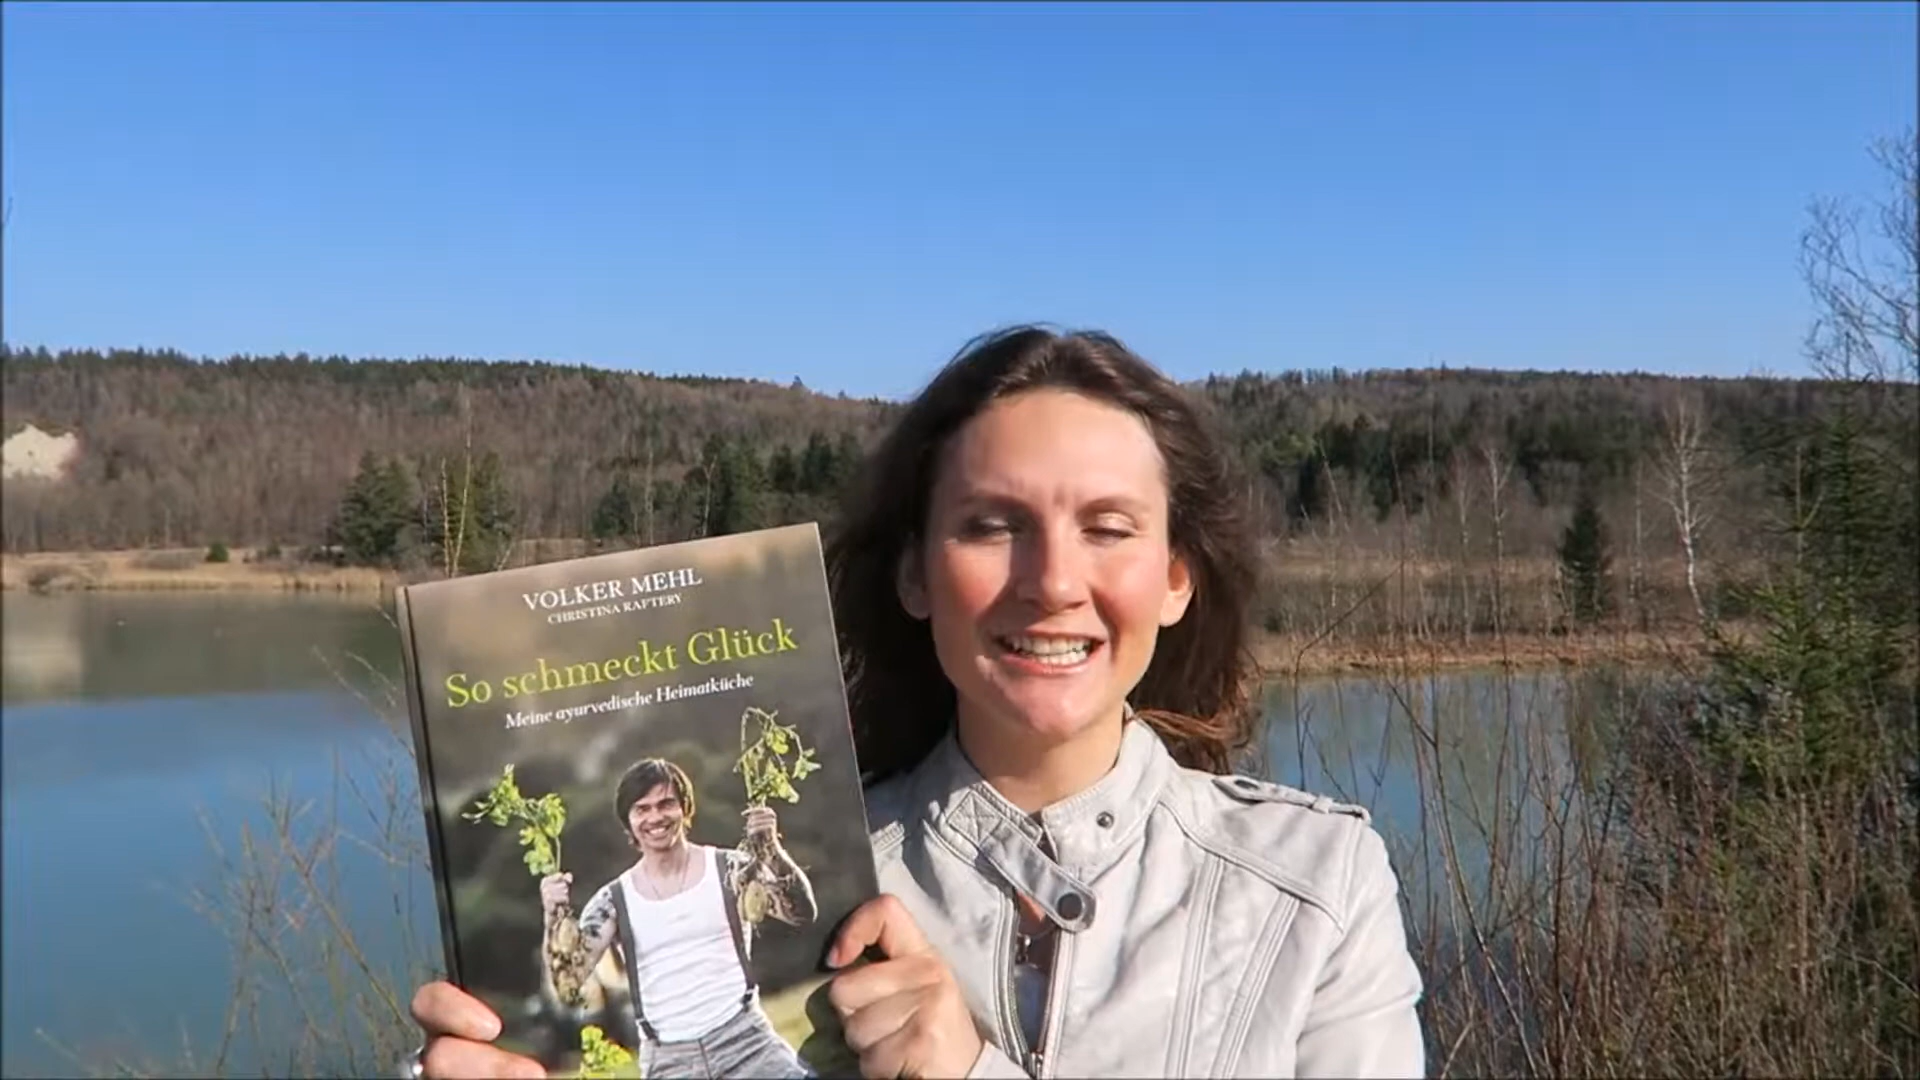 VOLKER MEHL
CHRISTINA RAFTERY
So schmeckt Glück
Meine ayurvedische Heimatküche